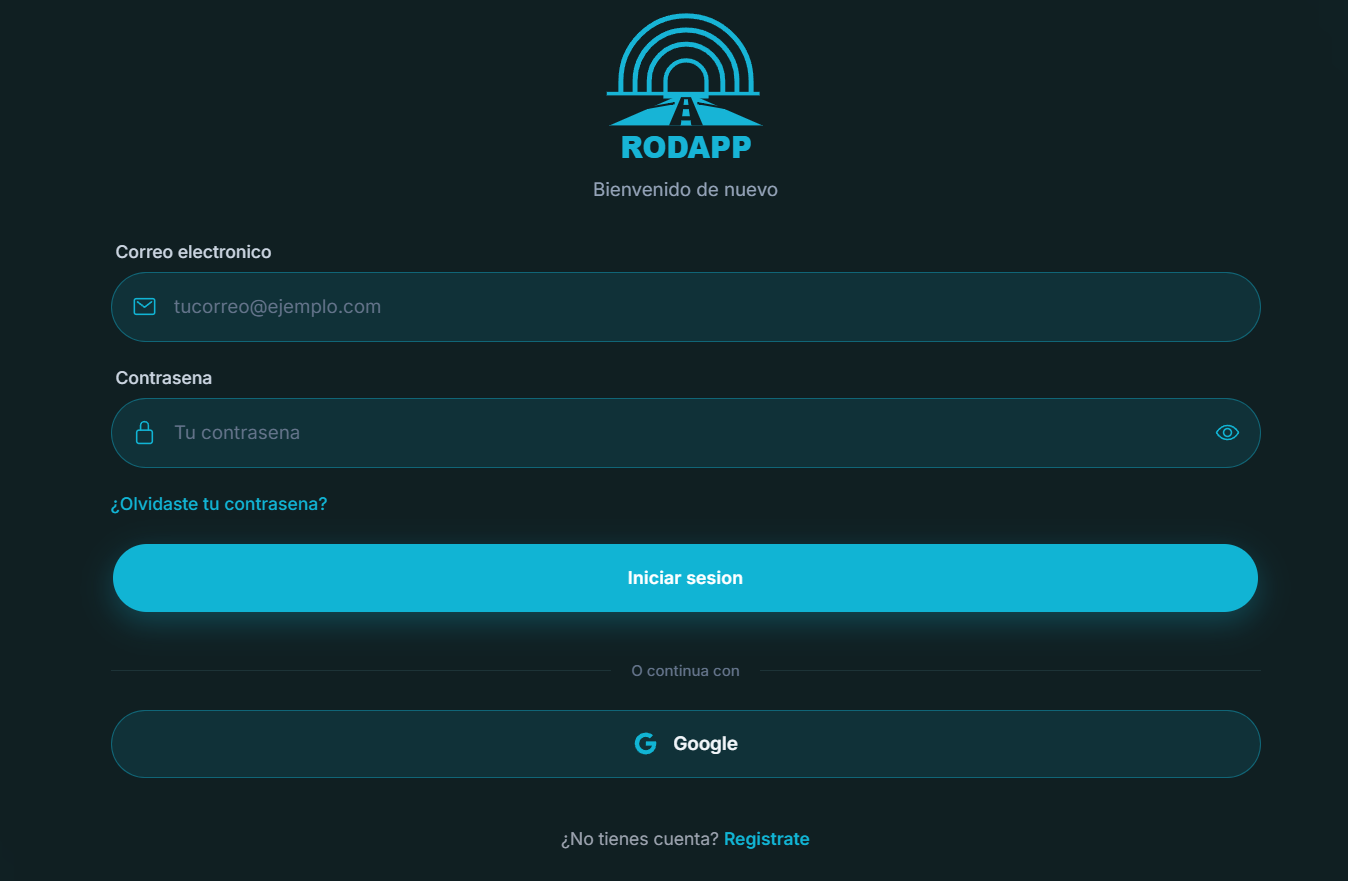 RODAPP
Bienvenido de nuevo
Correo electronico
tucorreo@ejemplo.com
Contrasena
Tu contrasena
¿Olvidaste tu contrasena?
Iniciar sesion
O continua con
Google
¿No tienes cuenta? Registrate